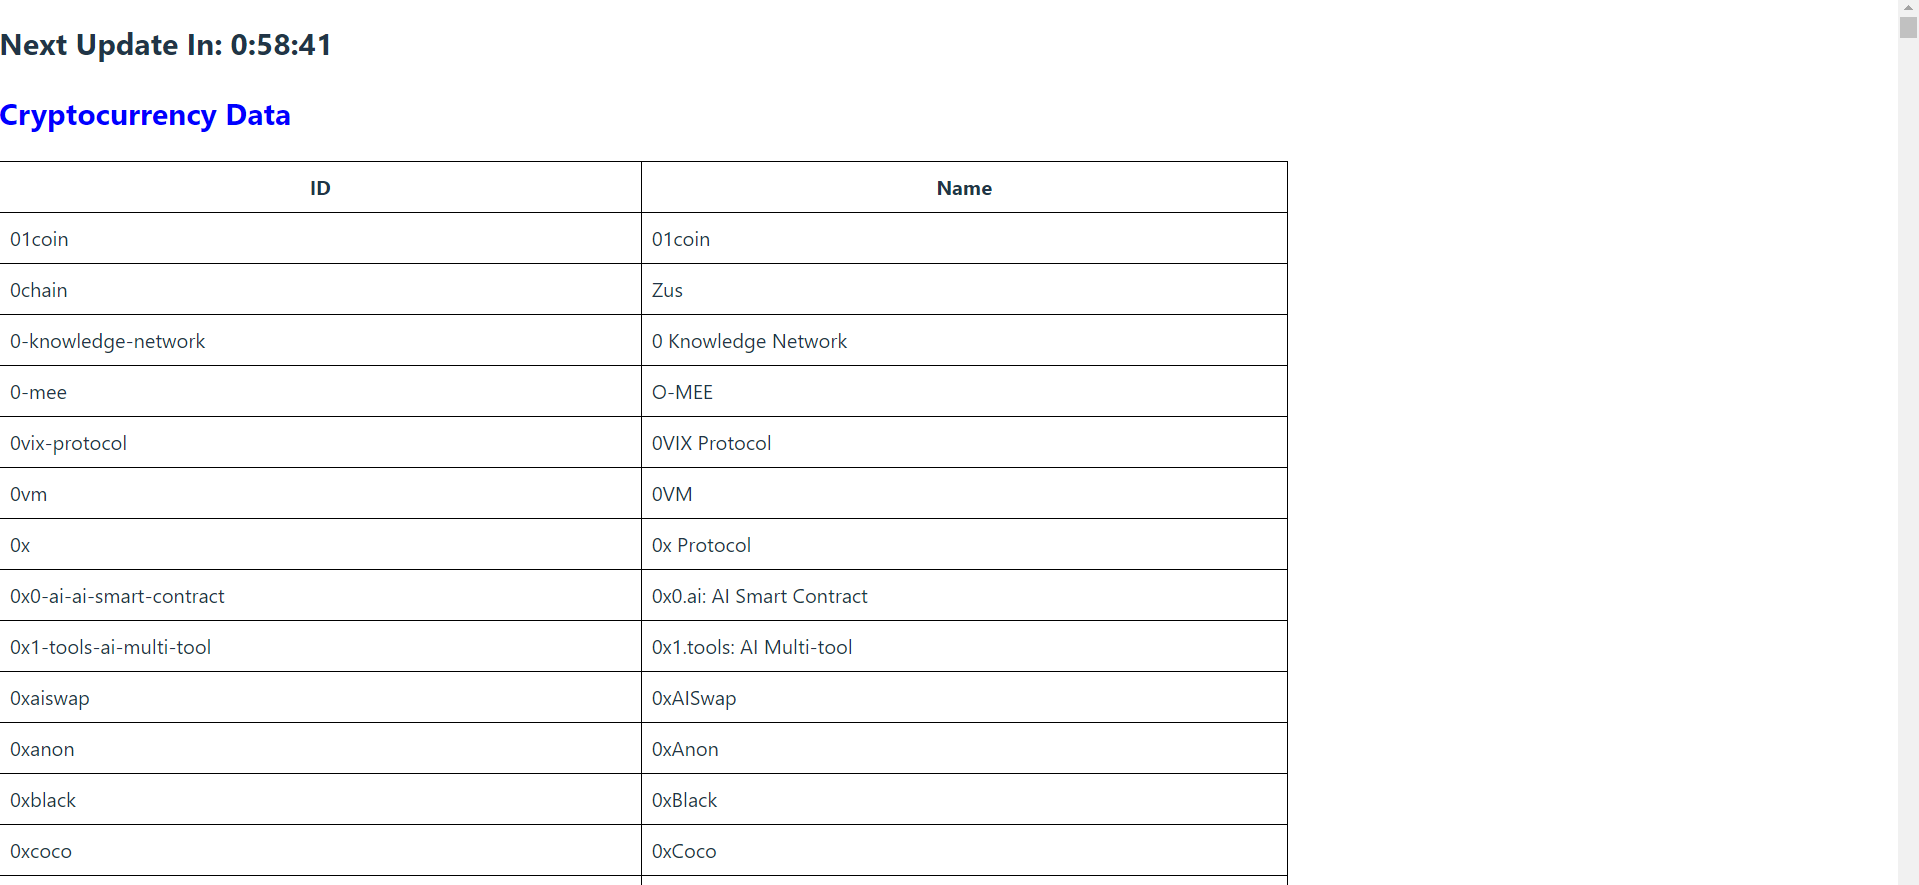 Next Update In: 0:58:41
Cryptocurrency Data
ID Name
01coin 01coin
0chain Zus
0-knowledge-network 0 Knowledge Network
0-mee O-MEE
0vix-protocol 0VIX Protocol
0vm 0VM
0x 0x Protocol
0x0-ai-ai-smart-contract 0x0.ai: AI Smart Contract
0x1-tools-ai-multi-tool 0x1.tools: AI Multi-tool
0xaiswap 0xAISwap
0xanon 0xAnon
0xblack 0xBlack
0xcoco 0xCoco